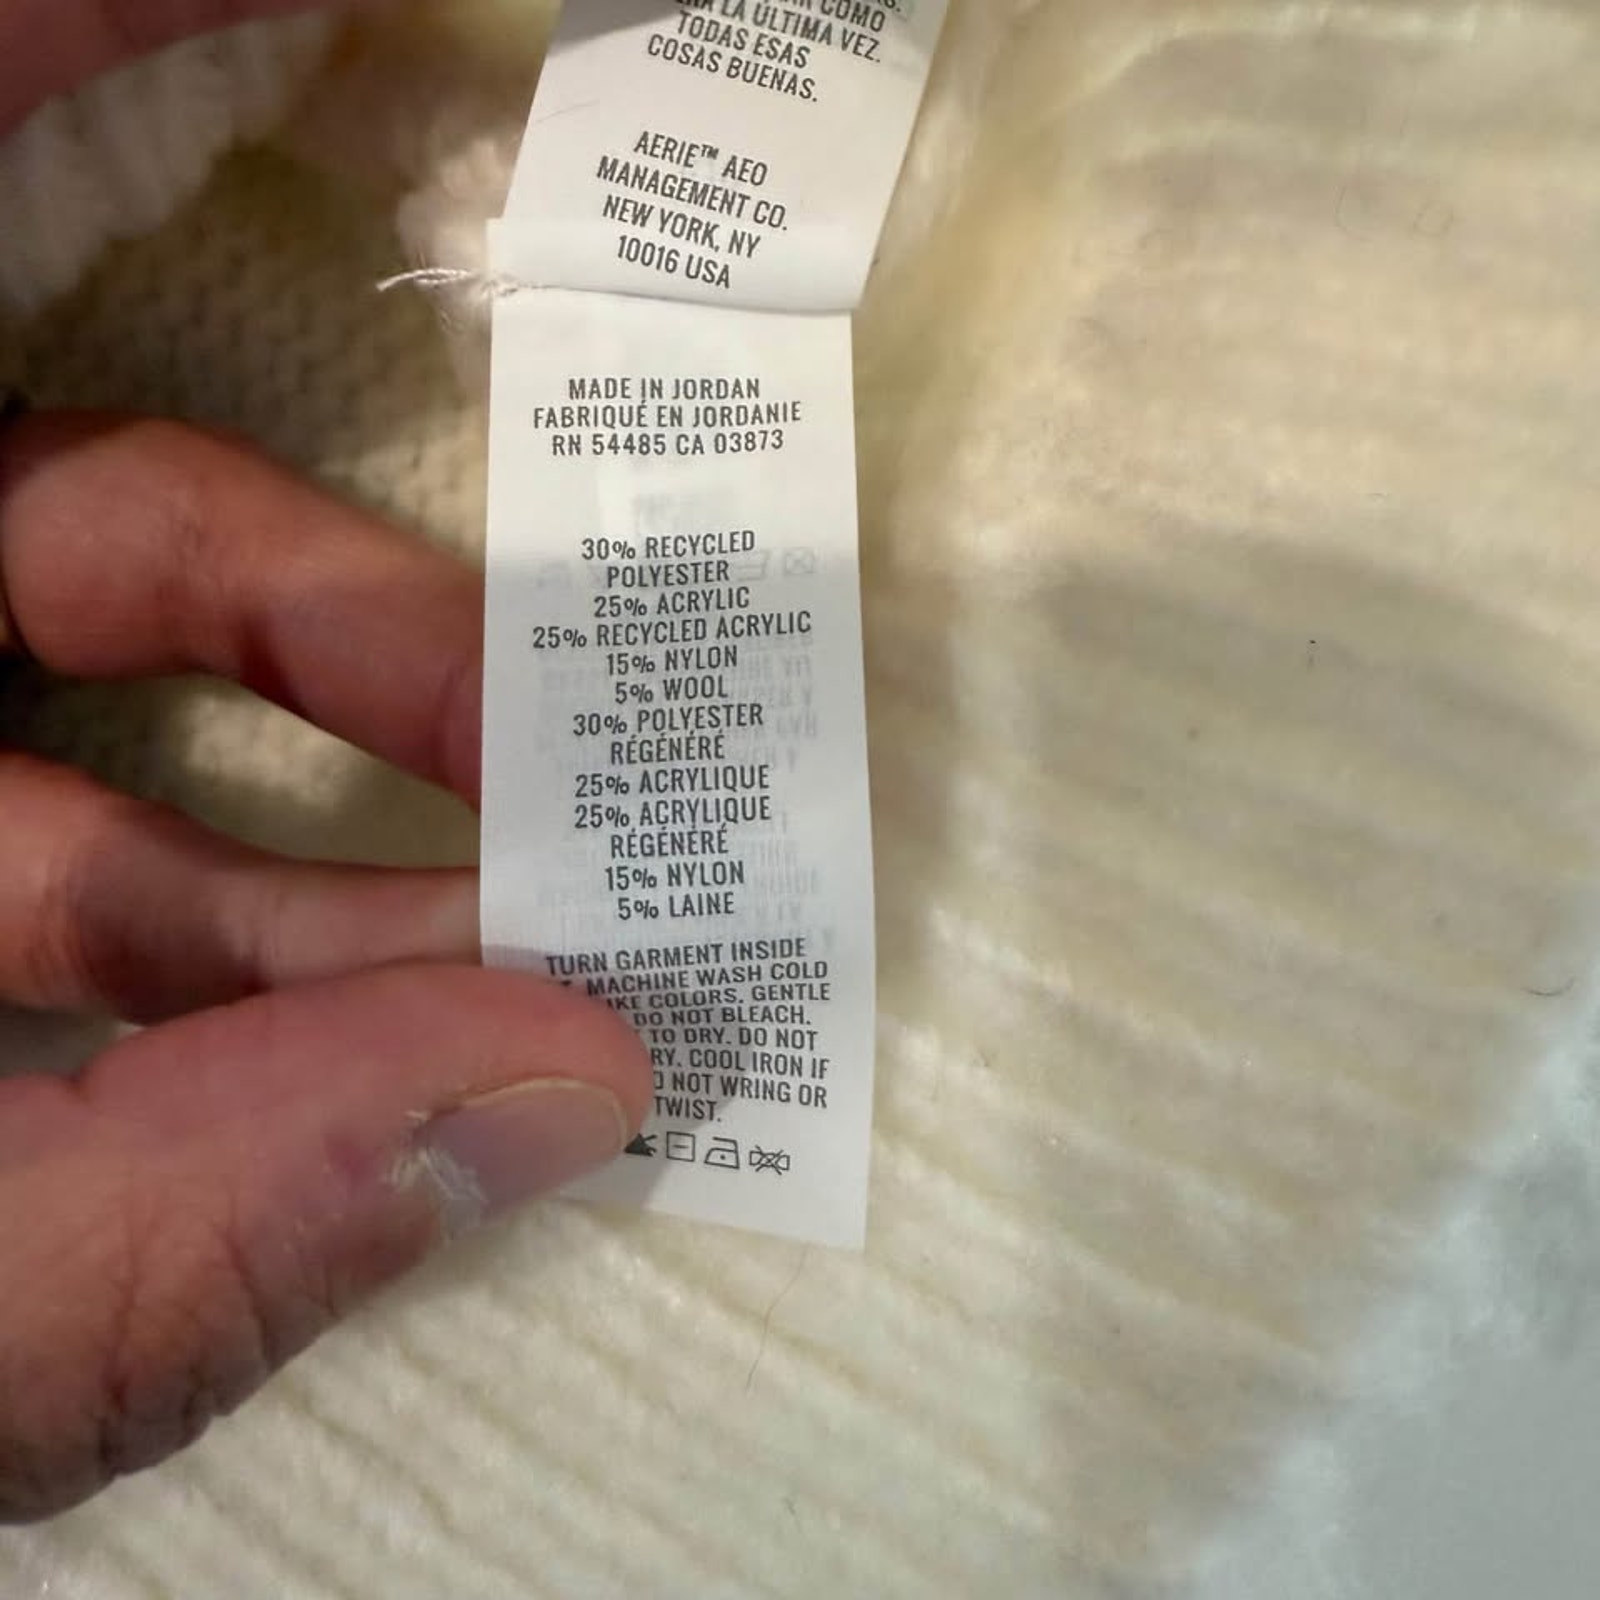 COMO
LA ÚLTIMA VEZ.
TODAS ESAS
COSAS BUENAS.
AERIE™ AEO
MANAGEMENT CO.
NEW YORK, NY
10016 USA
MADE IN JORDAN
FABRIQUÉ EN JORDANIE
RN 54485 CA 03873
30% RECYCLED
POLYESTER
25% ACRYLIC
25% RECYCLED ACRYLIC
15% NYLON
5% WOOL
30% POLYESTER
RÉGÉNÉRÉ
25% ACRYLIQUE
25% ACRYLIQUE
RÉGÉNÉRÉ
15% NYLON
5% LAINE
TURN GARMENT INSIDE
MACHINE WASH COLD
COLORS. GENTLE
DO NOT BLEACH.
TO DRY. DO NOT
COOL IRON IF
NOT WRING OR
TWIST.